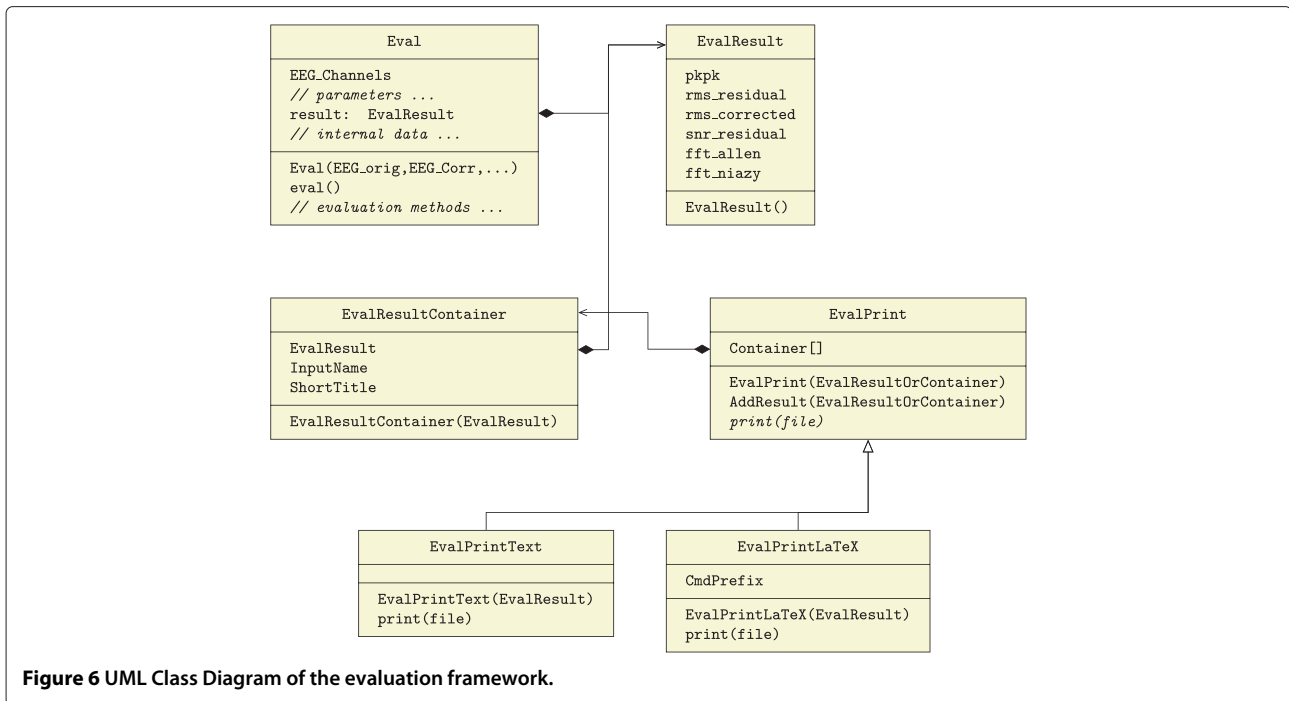 Eval
EEG_Channels
// parameters ...
result: EvalResult
// internal data ...
Eval(EEG_orig,EEG_Corr,...)
eval()
// evaluation methods ...
EvalResult
pkpk
rms_residual
rms_corrected
snr_residual
fft_allen
fft_niazy
EvalResult()
EvalResultContainer
EvalResult
InputName
ShortTitle
EvalResultContainer(EvalResult)
EvalPrint
Container[]
EvalPrint(EvalResultOrContainer)
AddResult(EvalResultOrContainer)
print(file)
EvalPrintText
EvalPrintText(EvalResult)
print(file)
EvalPrintLaTeX
CmdPrefix
EvalPrintLaTeX(EvalResult)
print(file)
Figure 6 UML Class Diagram of the evaluation framework.